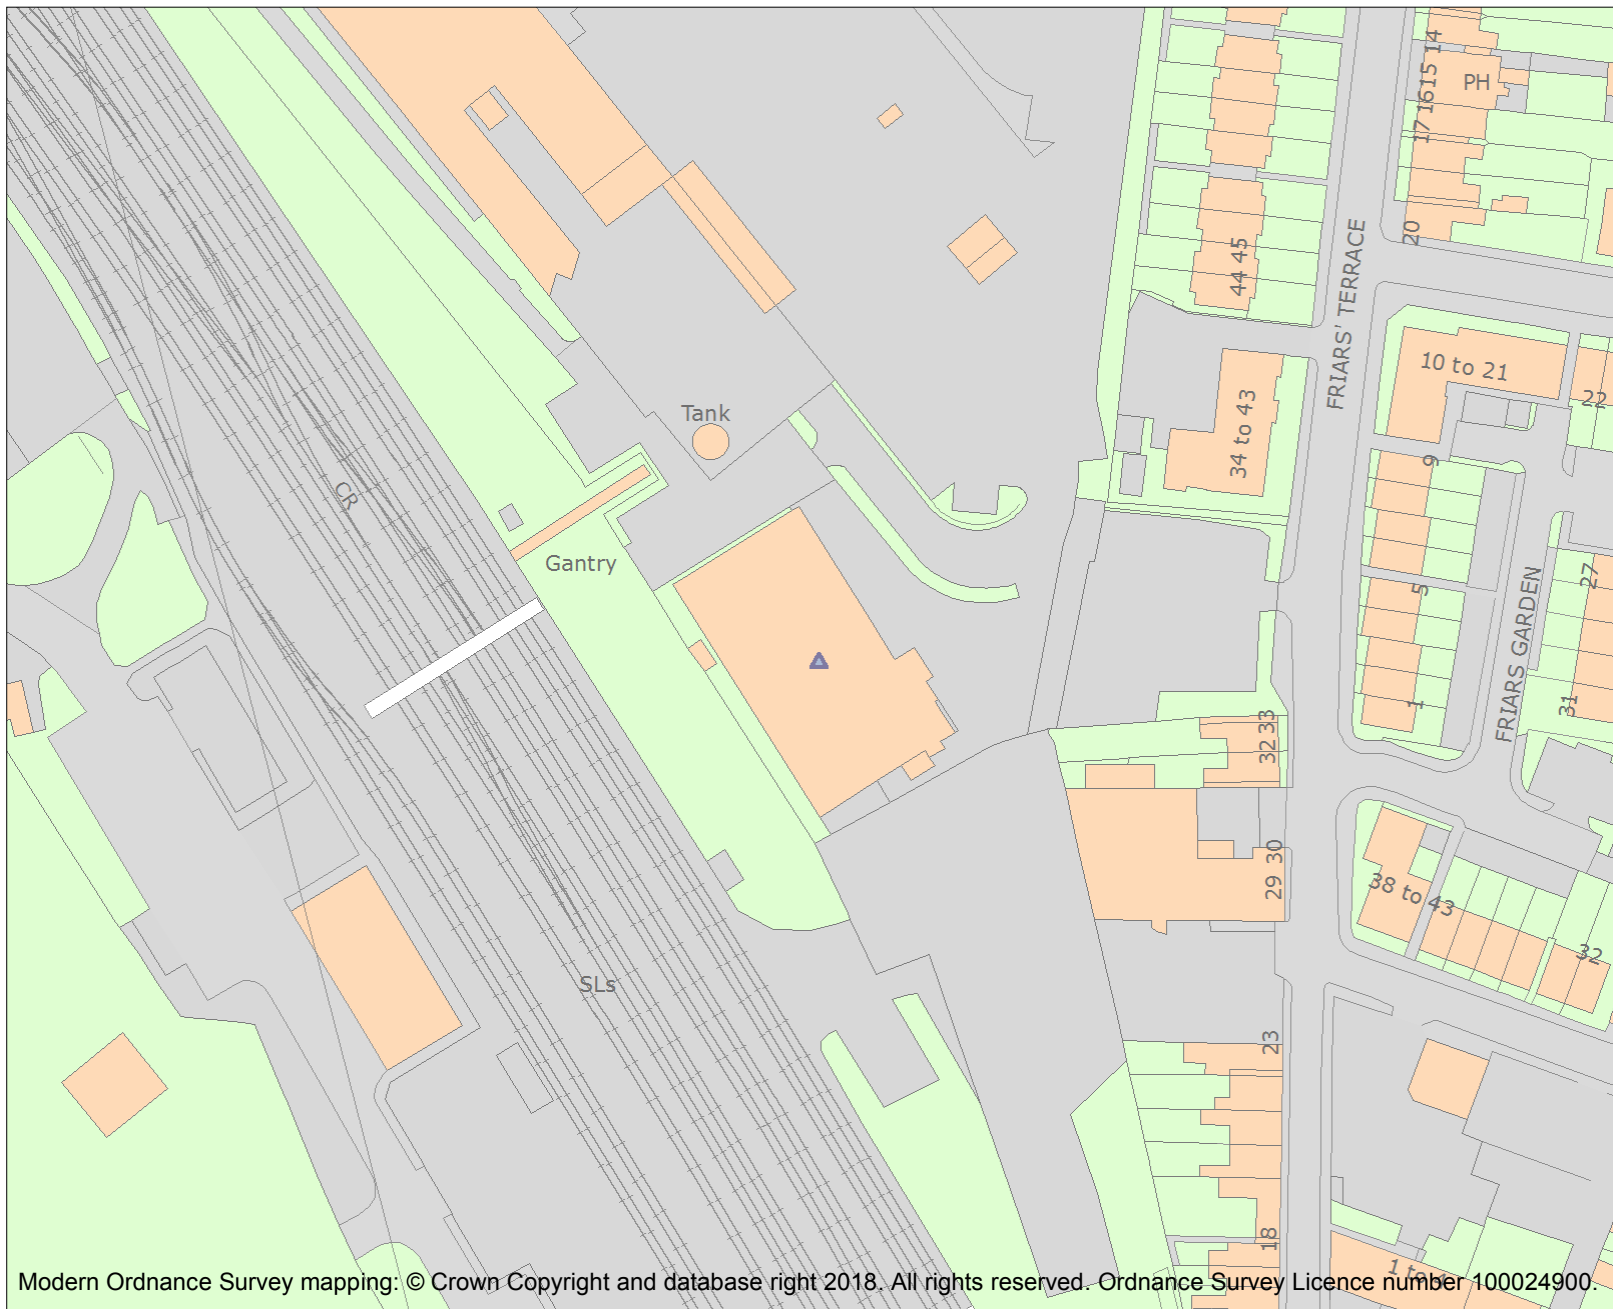 14
15
16
17
PH
20
45
44
FRIARS' TERRACE
10 to 21
22
34 to 43
9
Tank
CR
Gantry
5
27
FRIARS GARDEN
31
1
33
32
30
29
38 to 43
32
SLs
23
18
Modern Ordnance Survey mapping: © Crown Copyright and database right 2018. All rights reserved. Ordnance Survey Licence number 100024900.